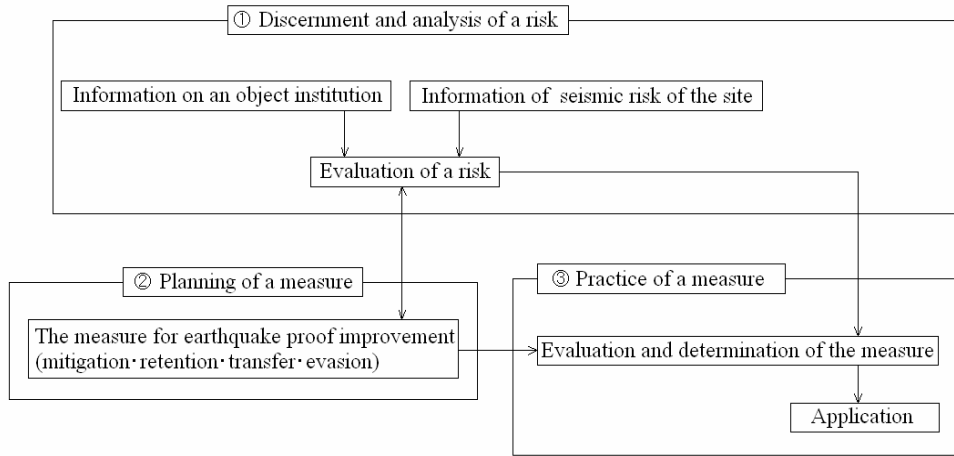 ① Discernment and analysis of a risk
Information on an object institution
Information of seismic risk of the site
Evaluation of a risk
② Planning of a measure
The measure for earthquake proof improvement
(mitigation・retention・transfer・evasion)
③ Practice of a measure
Evaluation and determination of the measure
Application